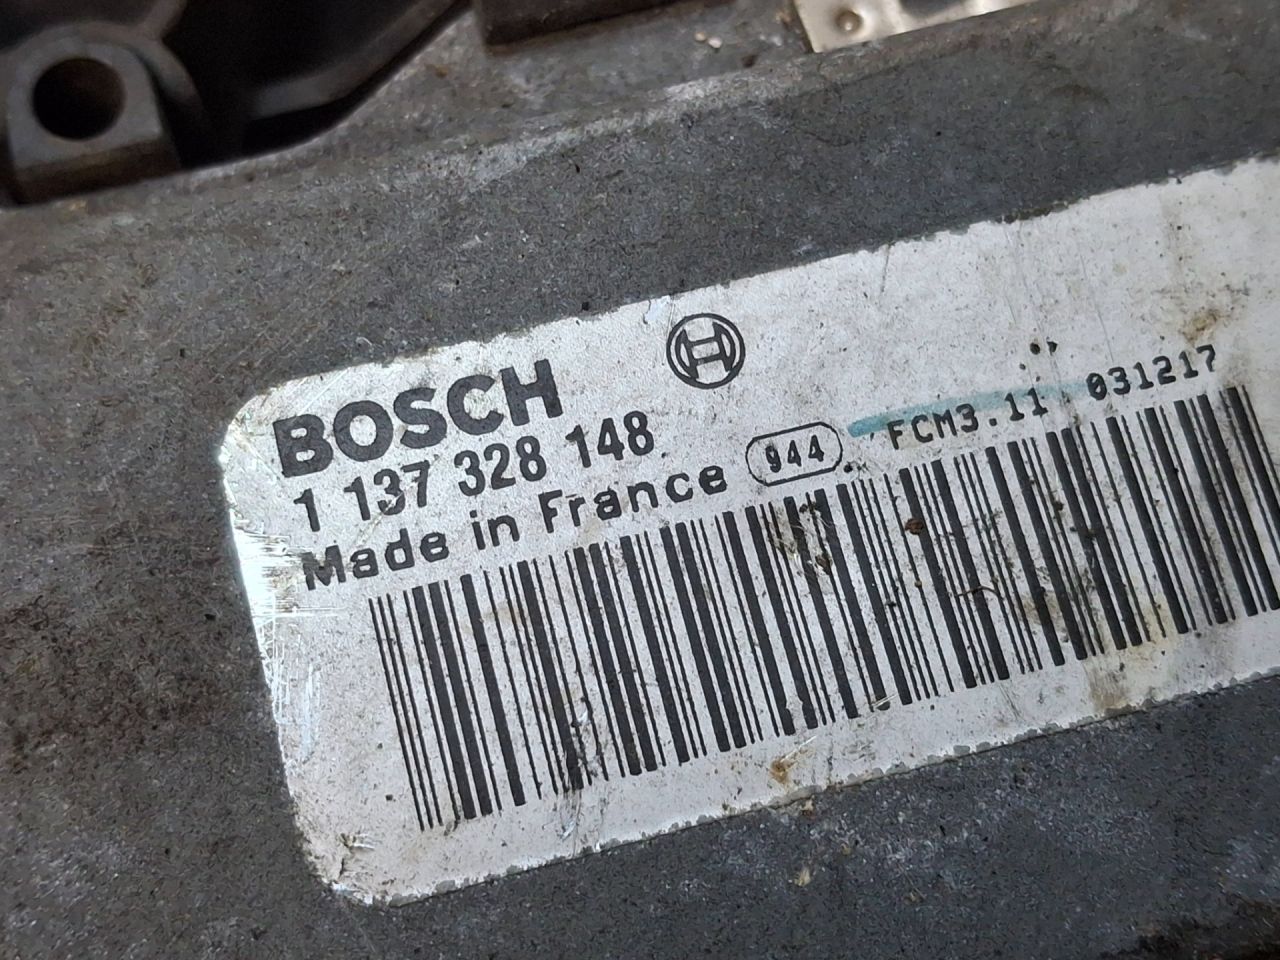 BOSCH
1 137 328 148
Made in France 944 FCM3.11 031217